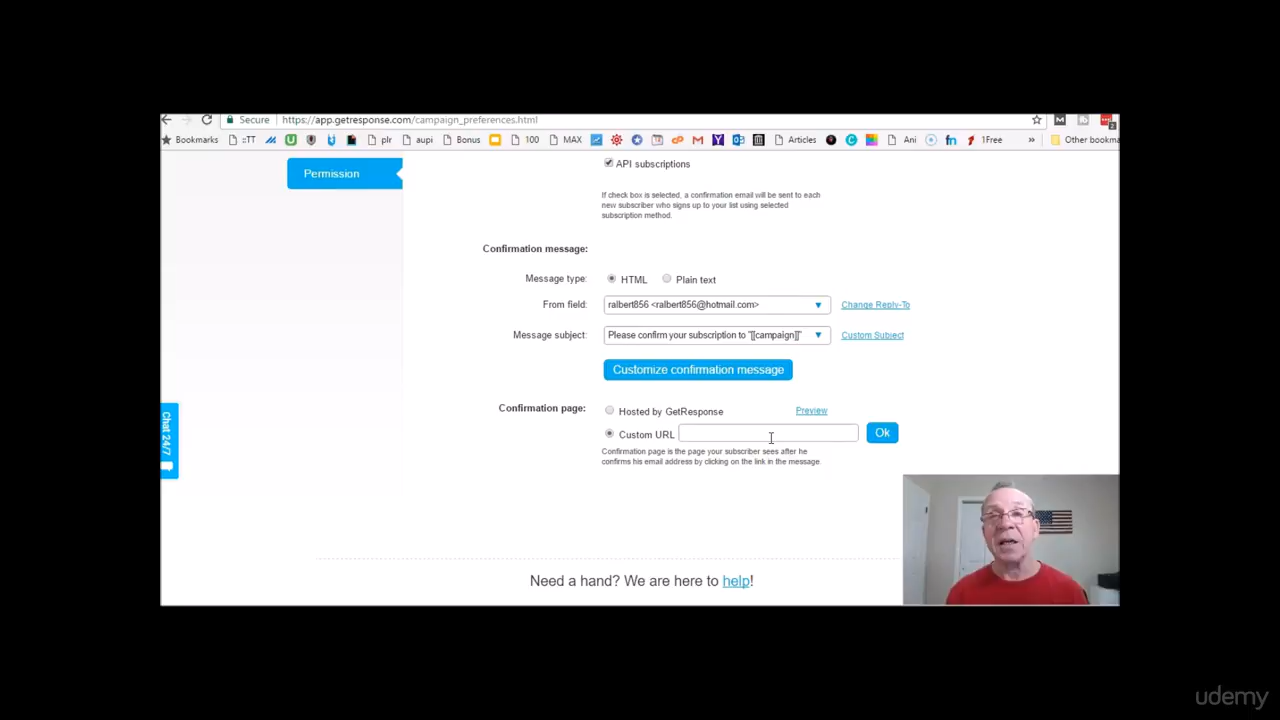 Secure https://app.getresponse.com/campaign_preferences.html
Bookmarks ::TT plr aupi Bonus 100 MAX Articles Ani 1Free » Other bookma
Permission
API subscriptions
If check box is selected, a confirmation email will be sent to each
new subscriber who signs up to your list using selected
subscription method.
Confirmation message:
Message type: HTML Plain text
From field: ralbert856 <ralbert856@hotmail.com> Change Reply-To
Message subject: Please confirm your subscription to "[[campaign]]" Custom Subject
Customize confirmation message
Confirmation page: Hosted by GetResponse Preview
Custom URL Ok
Confirmation page is the page your subscriber sees after he
confirms his email address by clicking on the link in the message.
Chat 24/7
Need a hand? We are here to help!
udemy